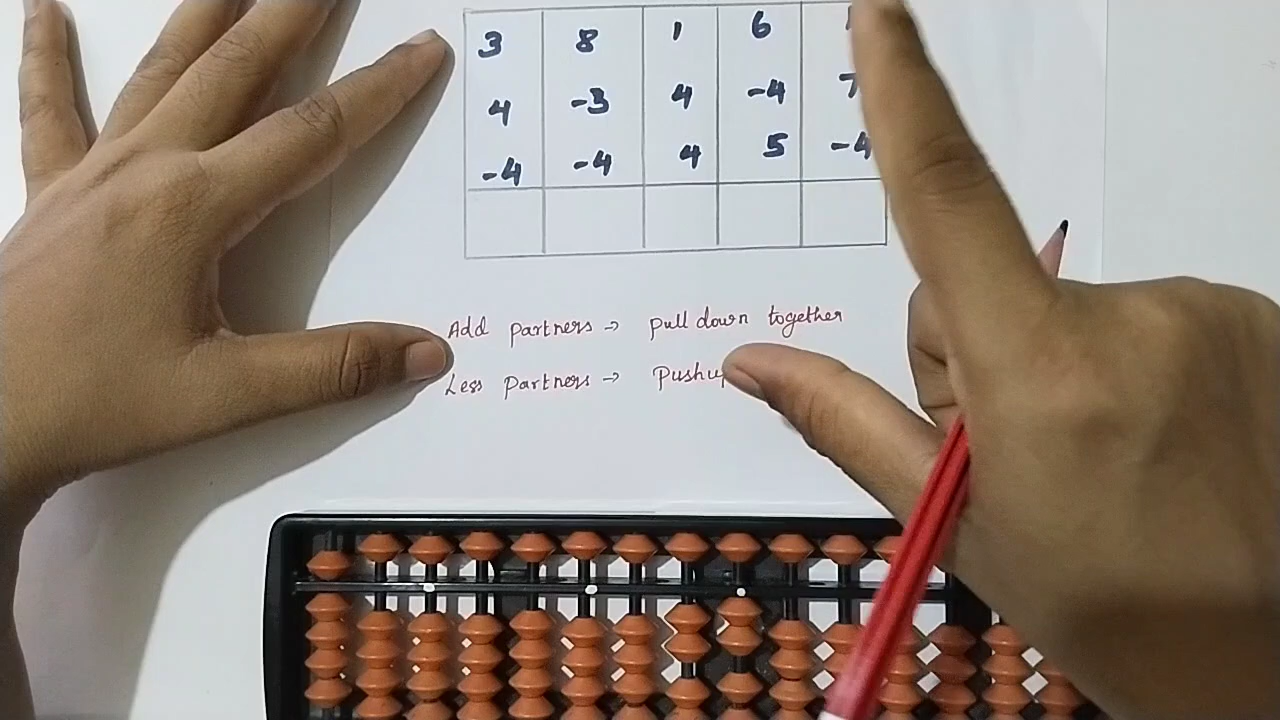 3 8 1 6
4 -3 4 -4 7
-4 -4 4 5 -4
Add partners → pull down together
Less partners →